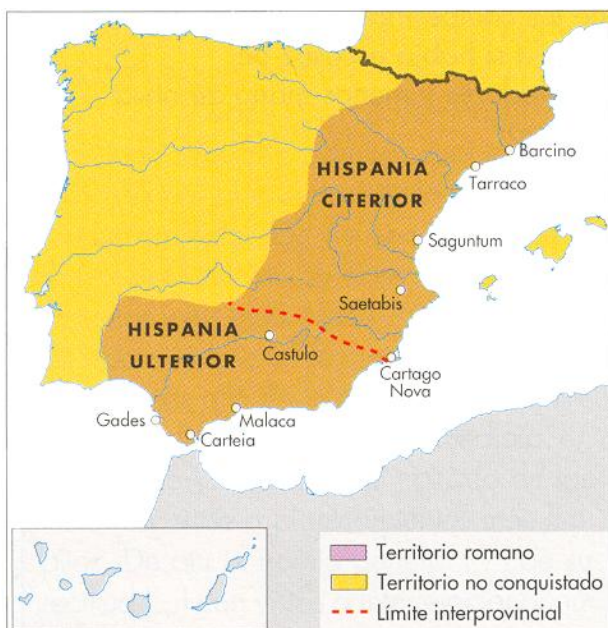 Barcino
HISPANIA
CITERIOR
Tarraco
Saguntum
Saetabis
HISPANIA
ULTERIOR
Castulo
Cartago
Nova
Gades
Malaca
Carteia
Territorio romano
Territorio no conquistado
Límite interprovincial